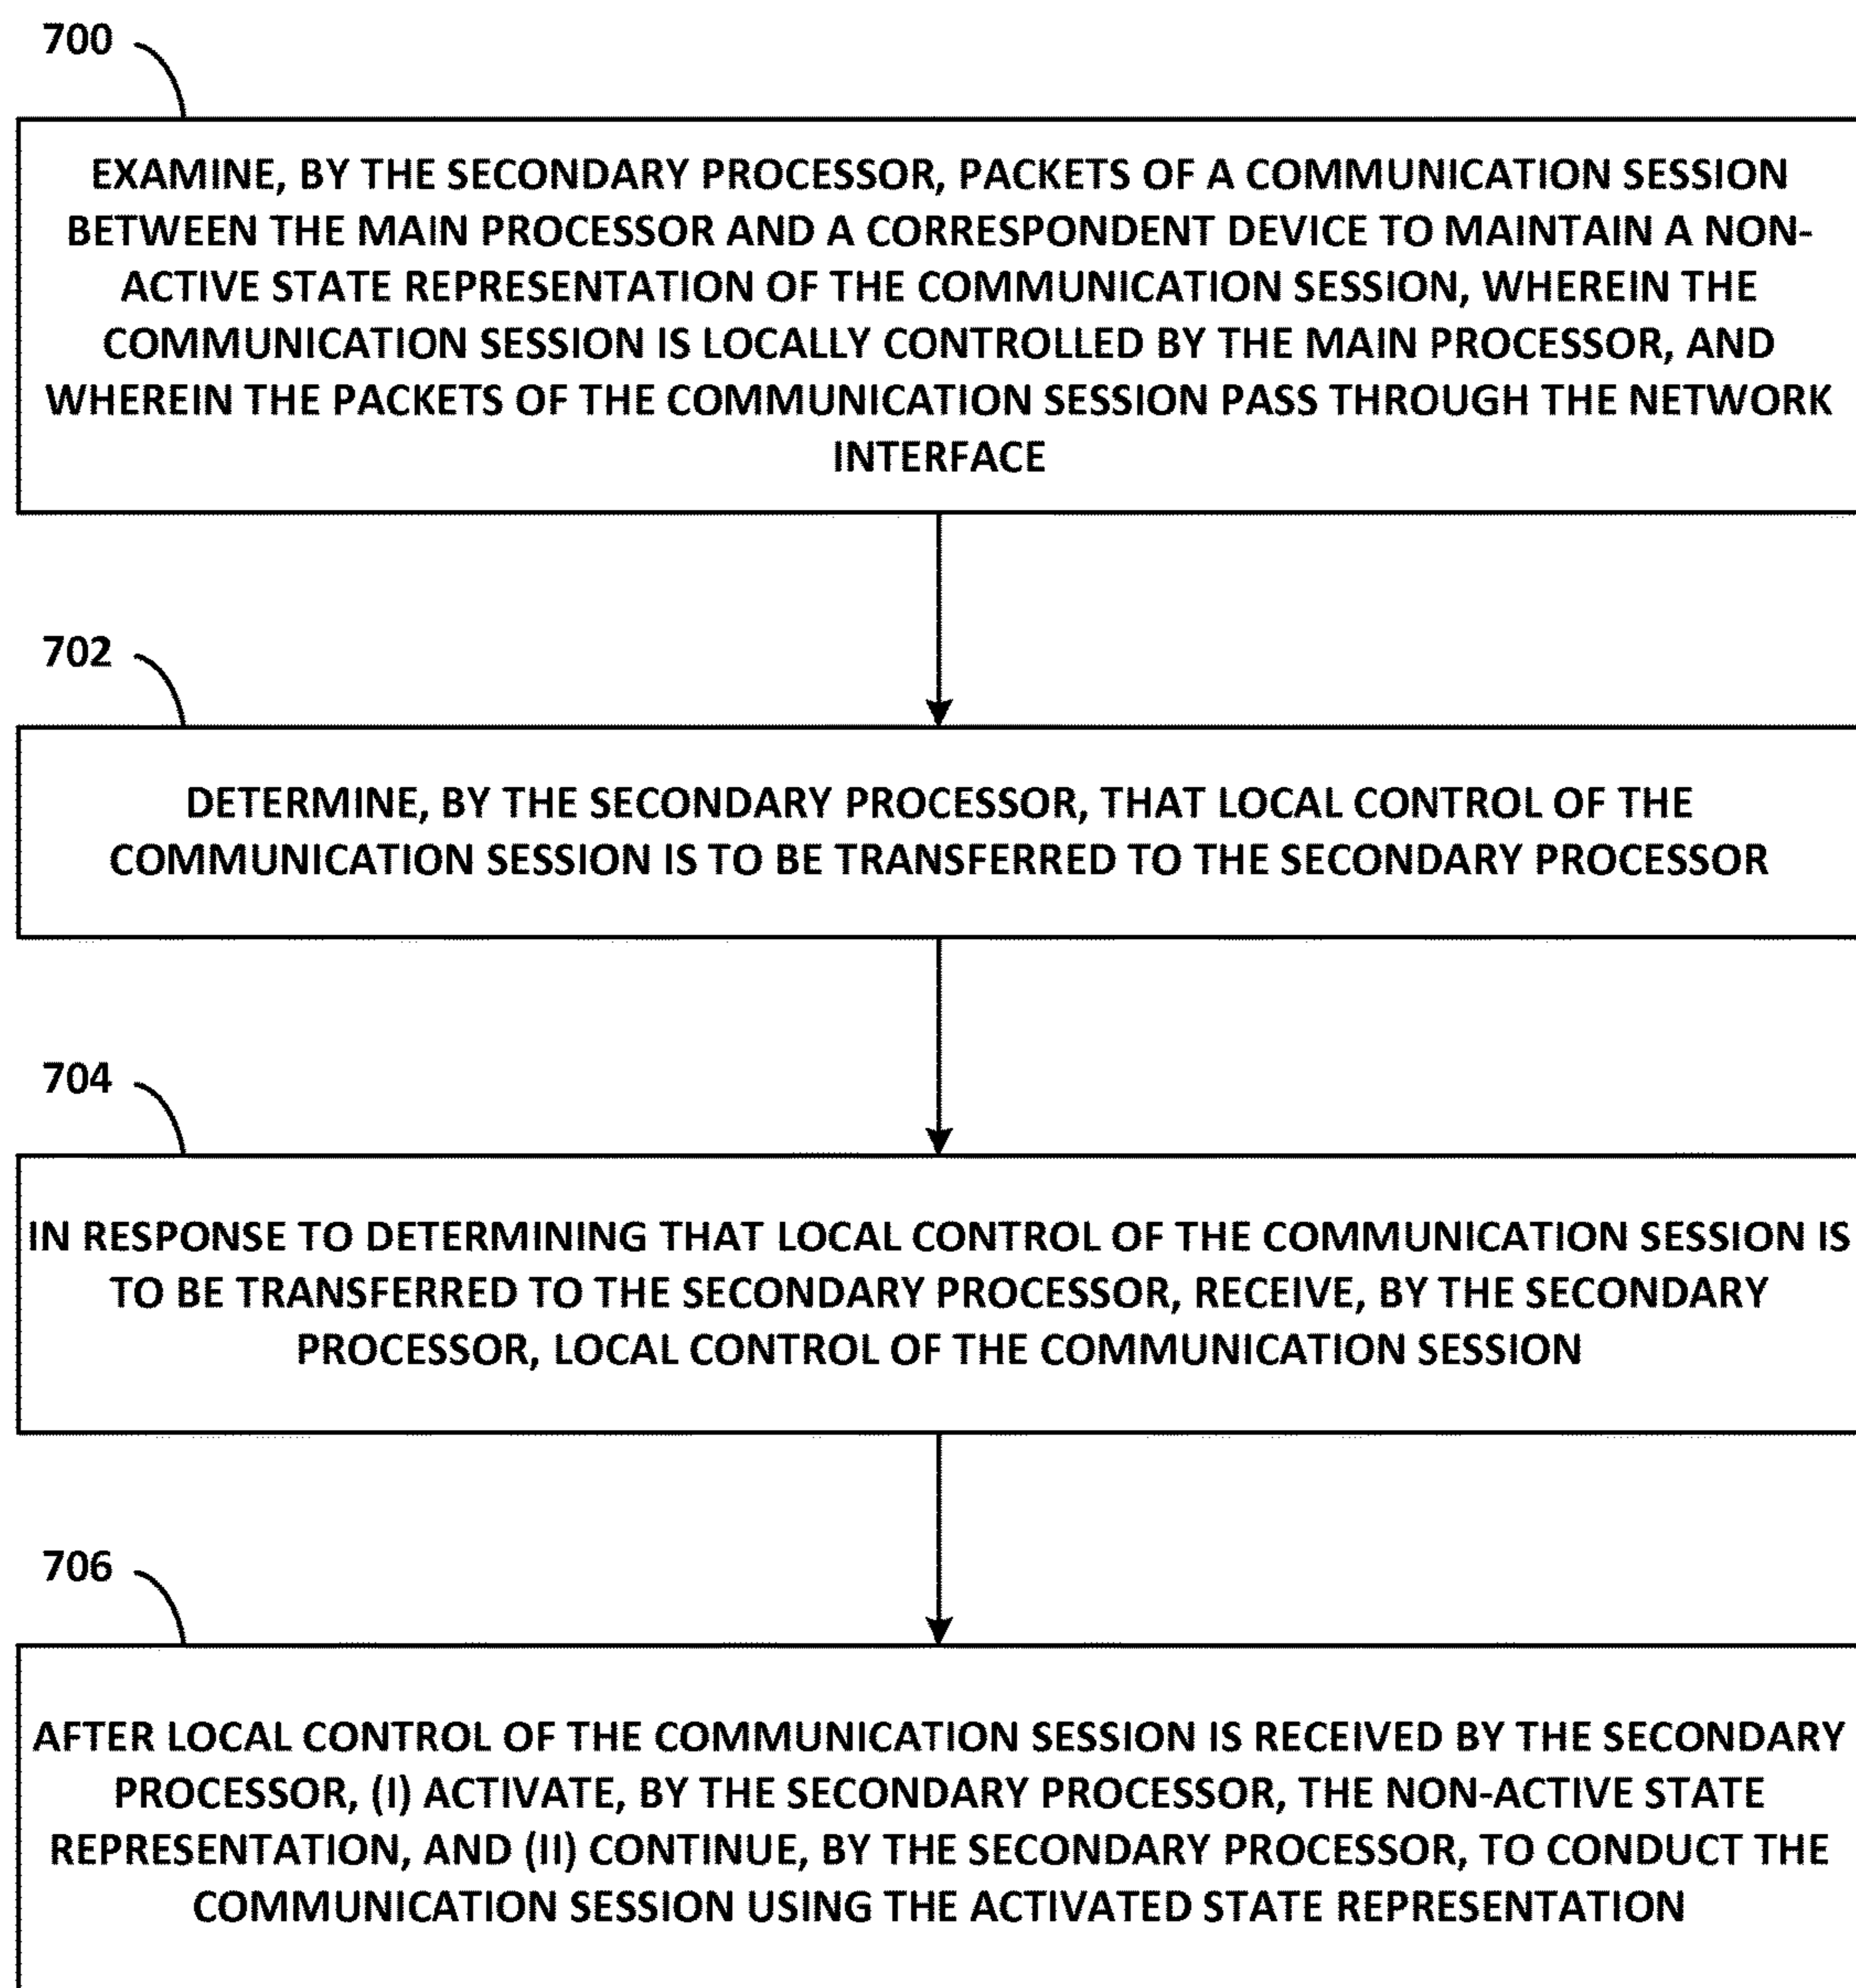 700
EXAMINE, BY THE SECONDARY PROCESSOR, PACKETS OF A COMMUNICATION SESSION
BETWEEN THE MAIN PROCESSOR AND A CORRESPONDENT DEVICE TO MAINTAIN A NON-
ACTIVE STATE REPRESENTATION OF THE COMMUNICATION SESSION, WHEREIN THE
COMMUNICATION SESSION IS LOCALLY CONTROLLED BY THE MAIN PROCESSOR, AND
WHEREIN THE PACKETS OF THE COMMUNICATION SESSION PASS THROUGH THE NETWORK
INTERFACE
702
DETERMINE, BY THE SECONDARY PROCESSOR, THAT LOCAL CONTROL OF THE
COMMUNICATION SESSION IS TO BE TRANSFERRED TO THE SECONDARY PROCESSOR
704
IN RESPONSE TO DETERMINING THAT LOCAL CONTROL OF THE COMMUNICATION SESSION IS
TO BE TRANSFERRED TO THE SECONDARY PROCESSOR, RECEIVE, BY THE SECONDARY
PROCESSOR, LOCAL CONTROL OF THE COMMUNICATION SESSION
706
AFTER LOCAL CONTROL OF THE COMMUNICATION SESSION IS RECEIVED BY THE SECONDARY
PROCESSOR, (I) ACTIVATE, BY THE SECONDARY PROCESSOR, THE NON-ACTIVE STATE
REPRESENTATION, AND (II) CONTINUE, BY THE SECONDARY PROCESSOR, TO CONDUCT THE
COMMUNICATION SESSION USING THE ACTIVATED STATE REPRESENTATION